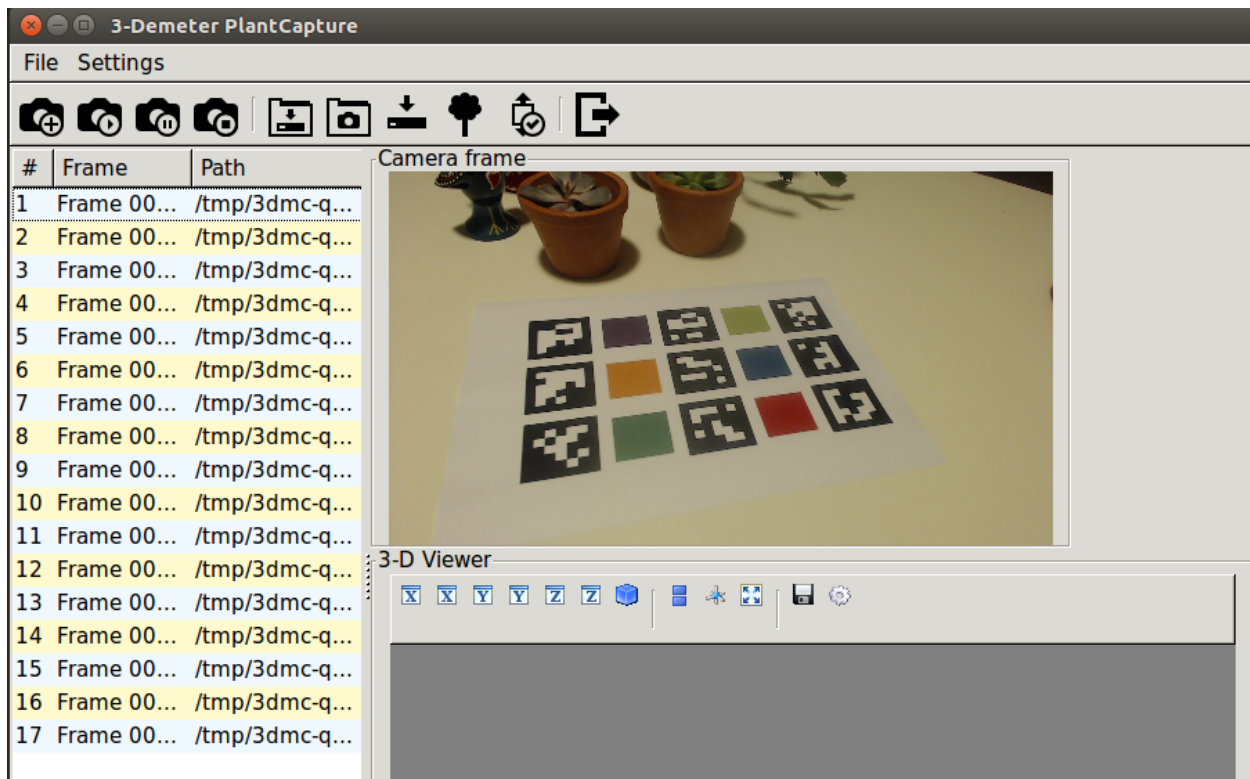 3-Demeter PlantCapture
File Settings
# Frame Path
1 Frame 00... /tmp/3dmc-q...
2 Frame 00... /tmp/3dmc-q...
3 Frame 00... /tmp/3dmc-q...
4 Frame 00... /tmp/3dmc-q...
5 Frame 00... /tmp/3dmc-q...
6 Frame 00... /tmp/3dmc-q...
7 Frame 00... /tmp/3dmc-q...
8 Frame 00... /tmp/3dmc-q...
9 Frame 00... /tmp/3dmc-q...
10 Frame 00... /tmp/3dmc-q...
11 Frame 00... /tmp/3dmc-q...
12 Frame 00... /tmp/3dmc-q...
13 Frame 00... /tmp/3dmc-q...
14 Frame 00... /tmp/3dmc-q...
15 Frame 00... /tmp/3dmc-q...
16 Frame 00... /tmp/3dmc-q...
17 Frame 00... /tmp/3dmc-q...
Camera frame
3-D Viewer
X X Y Y Z Z